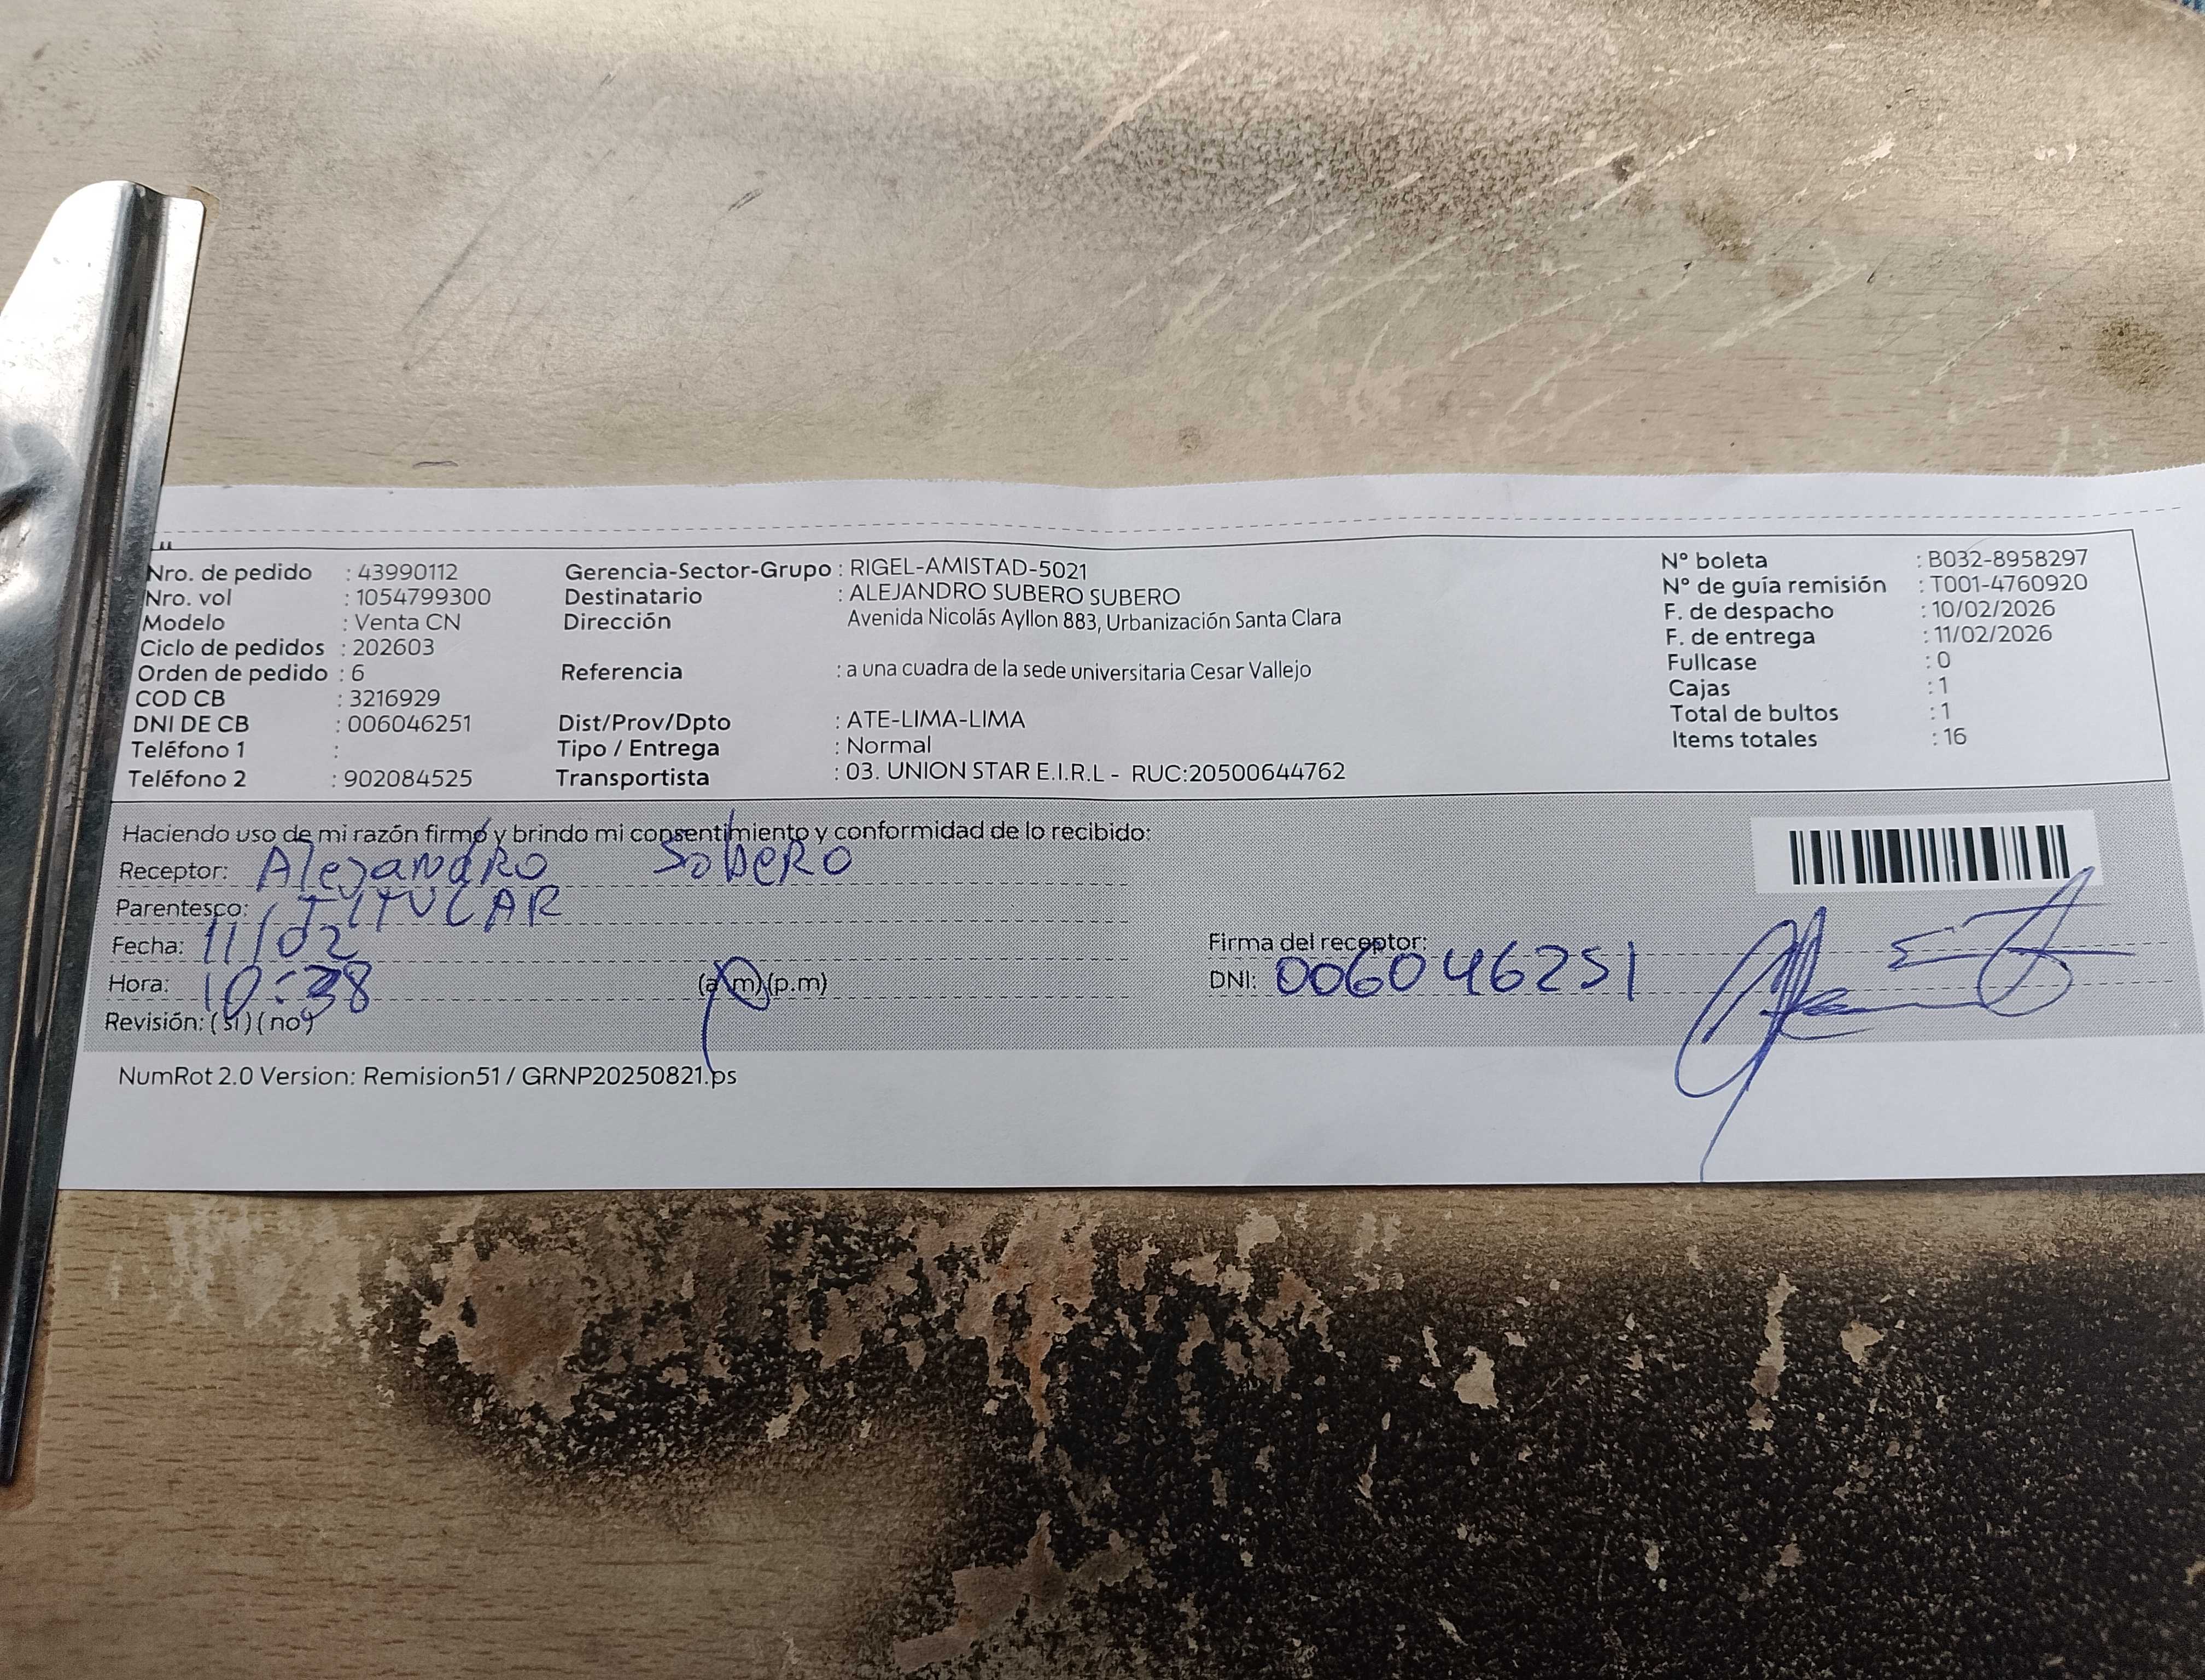 Nro. de pedido : 43990112
Nro. vol : 1054799300
Modelo : Venta CN
Ciclo de pedidos : 202603
Orden de pedido : 6
COD CB : 3216929
DNI DE CB : 006046251
Teléfono 1 :
Teléfono 2 : 902084525
Gerencia-Sector-Grupo : RIGEL-AMISTAD-5021
Destinatario : ALEJANDRO SUBERO SUBERO
Dirección Avenida Nicolás Ayllon 883, Urbanización Santa Clara
Referencia : a una cuadra de la sede universitaria Cesar Vallejo
Dist/Prov/Dpto : ATE-LIMA-LIMA
Tipo / Entrega : Normal
Transportista : 03. UNION STAR E.I.R.L - RUC:20500644762
N° boleta : B032-8958297
N° de guía remisión : T001-4760920
F. de despacho : 10/02/2026
F. de entrega : 11/02/2026
Fullcase : 0
Cajas : 1
Total de bultos : 1
Items totales : 16
Haciendo uso de mi razón firmo y brindo mi consentimiento y conformidad de lo recibido:
Receptor: Alejandro Sobero
Parentesco: TITULAR
Fecha: 11/02
Hora: 10:38 (a.m) (p.m)
Revisión: (si) (no)
Firma del receptor:
DNI: 006046251
NumRot 2.0 Version: Remision51 / GRNP20250821.ps